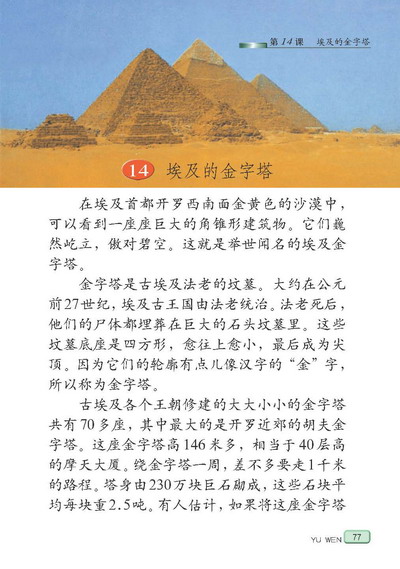 第14课 埃及的金字塔
14 埃及的金字塔
在埃及首都开罗西南面金黄色的沙漠中，
可以看到一座座巨大的角锥形建筑物。它们巍
然屹立，傲对碧空。这就是举世闻名的埃及金
字塔。
金字塔是古埃及法老的坟墓。大约在公元
前27世纪，埃及古王国由法老统治。法老死后，
他们的尸体都埋葬在巨大的石头坟墓里。这些
坟墓底座是四方形，愈往上愈小，最后成为尖
顶。因为它们的轮廓有点儿像汉字的“金”字，
所以称为金字塔。
古埃及各个王朝修建的大大小小的金字塔
共有70多座，其中最大的是开罗近郊的胡夫金
字塔。这座金字塔高146米多，相当于40层高
的摩天大厦。绕金字塔一周，差不多要走1千米
的路程。塔身由230万块巨石砌成，这些石块平
均每块重2.5吨。有人估计，如果将这座金字塔
YU WEN 77